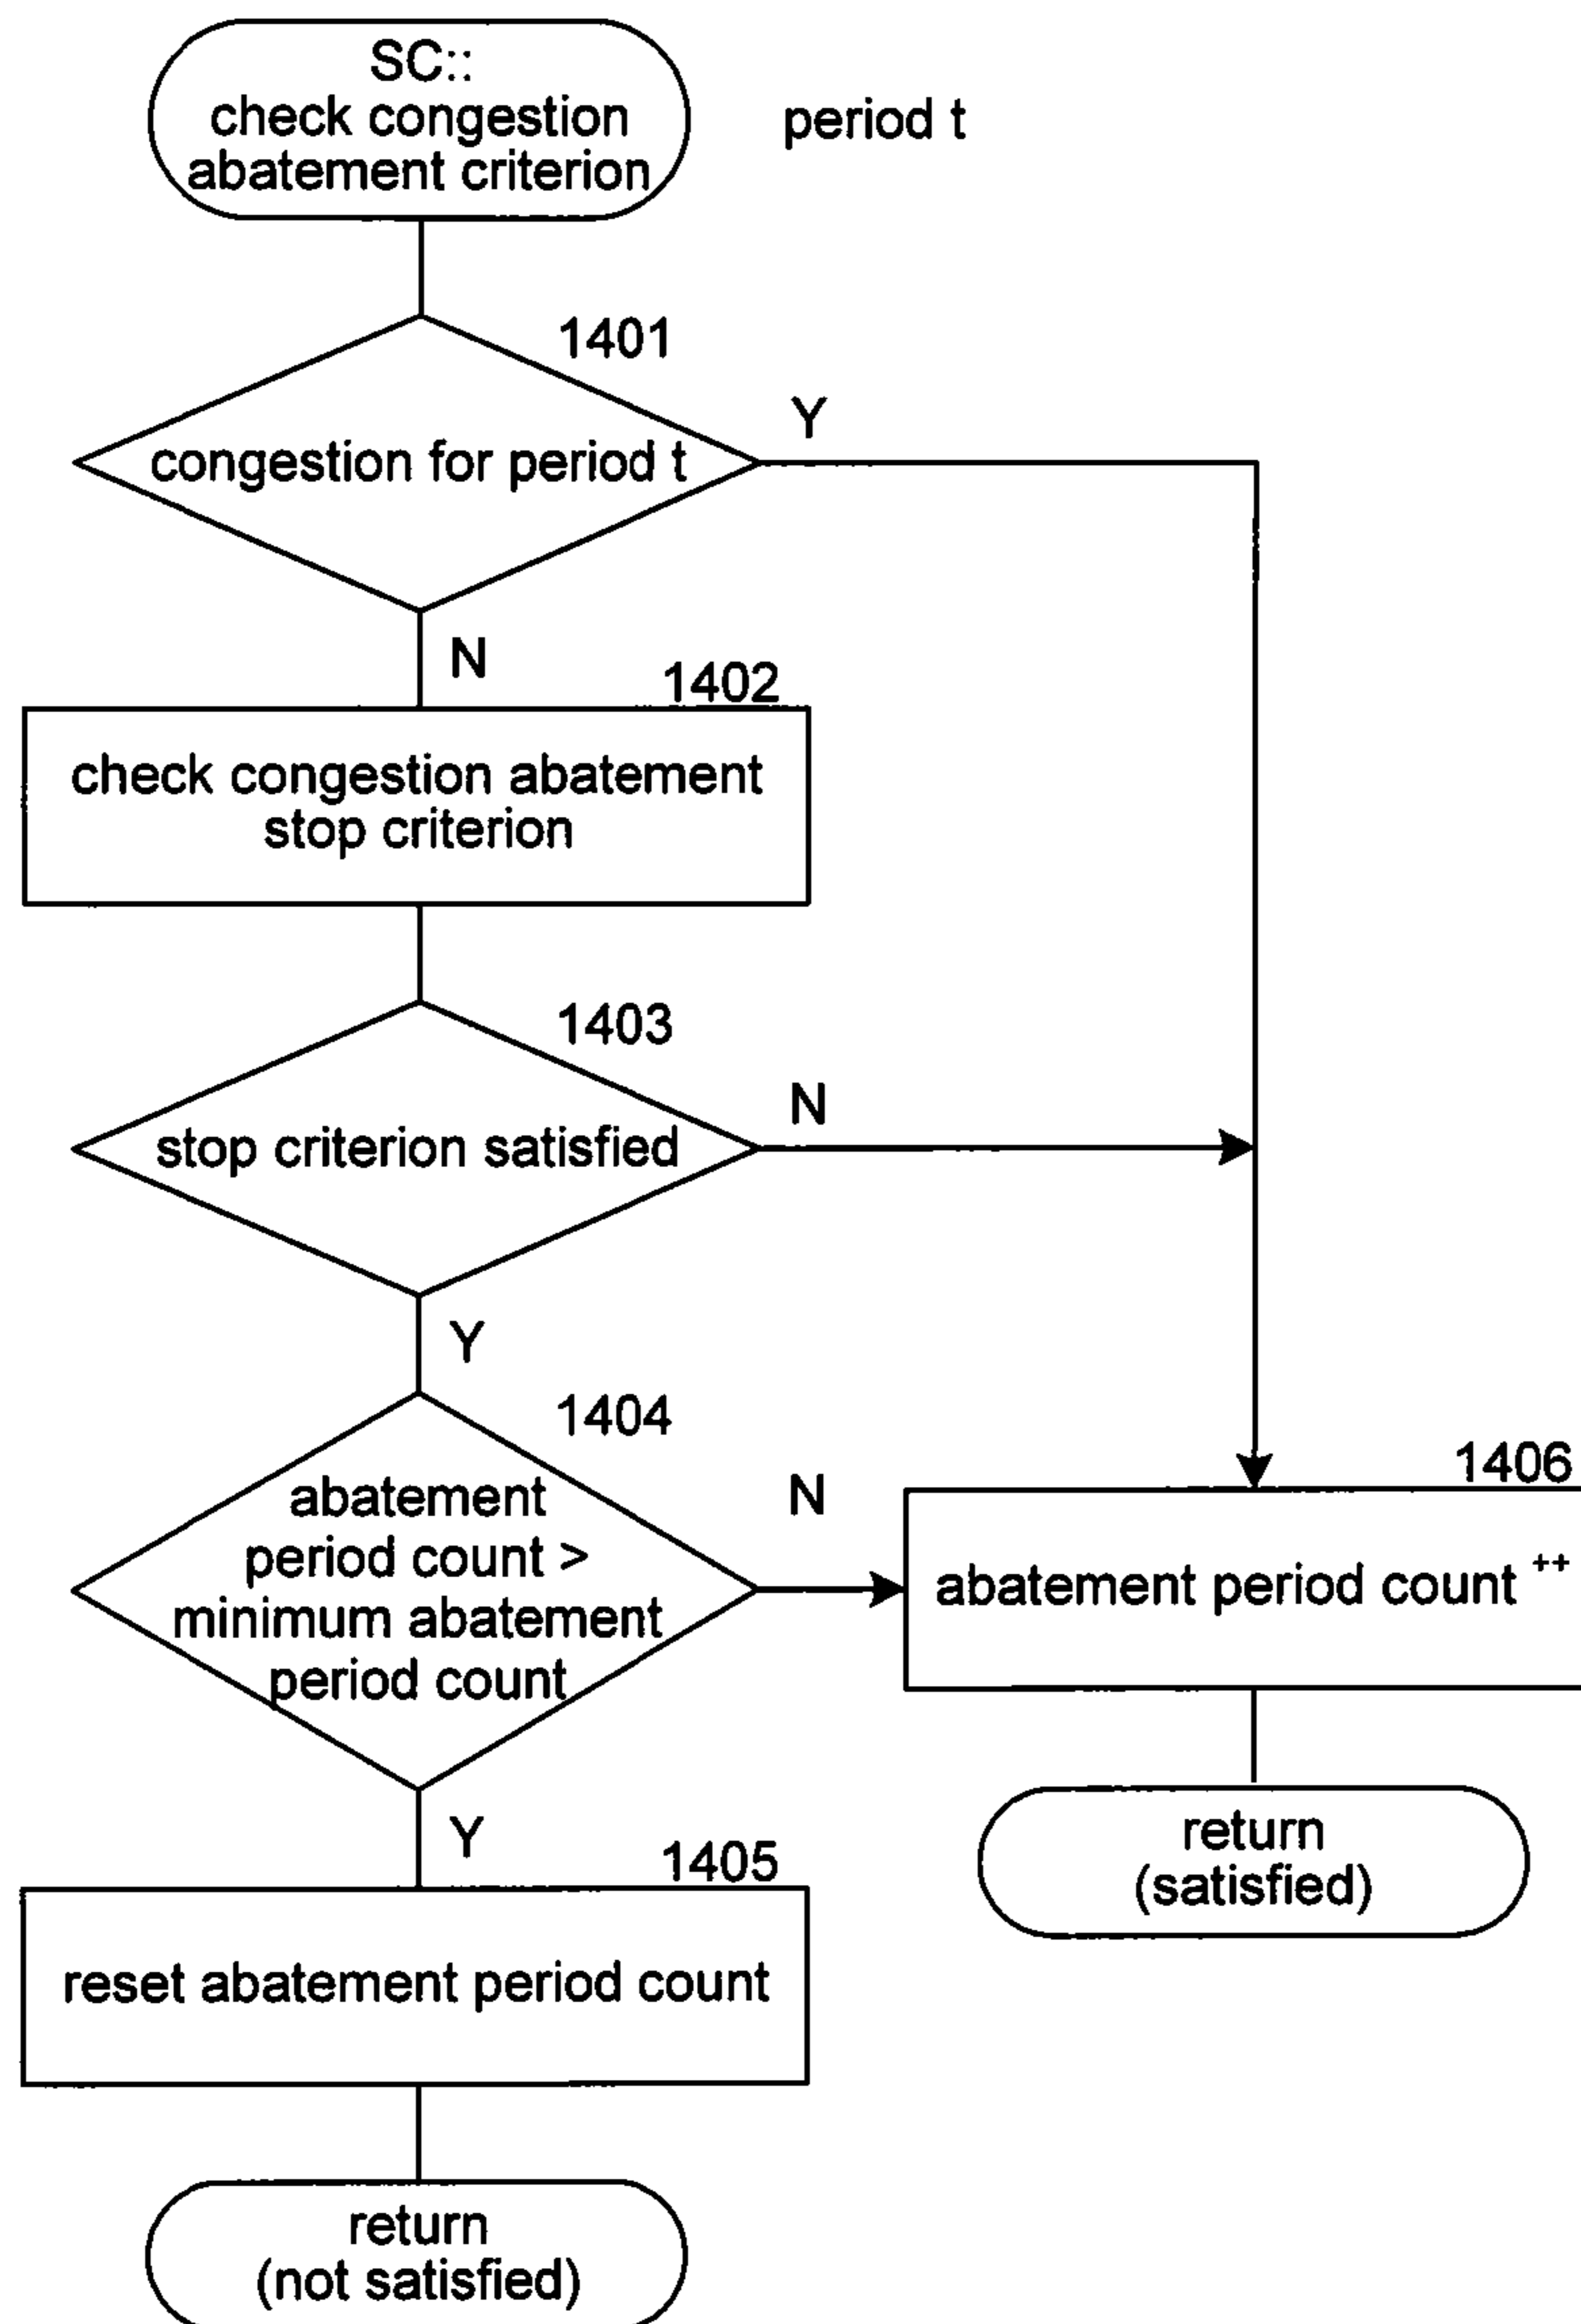 SC::
check congestion
abatement criterion
period t
1401
congestion for period t
Y
N
1402
check congestion abatement
stop criterion
1403
stop criterion satisfied
N
Y
1404
abatement
period count >
minimum abatement
period count
N
1406
abatement period count ++
Y
return
(satisfied)
1405
reset abatement period count
return
(not satisfied)